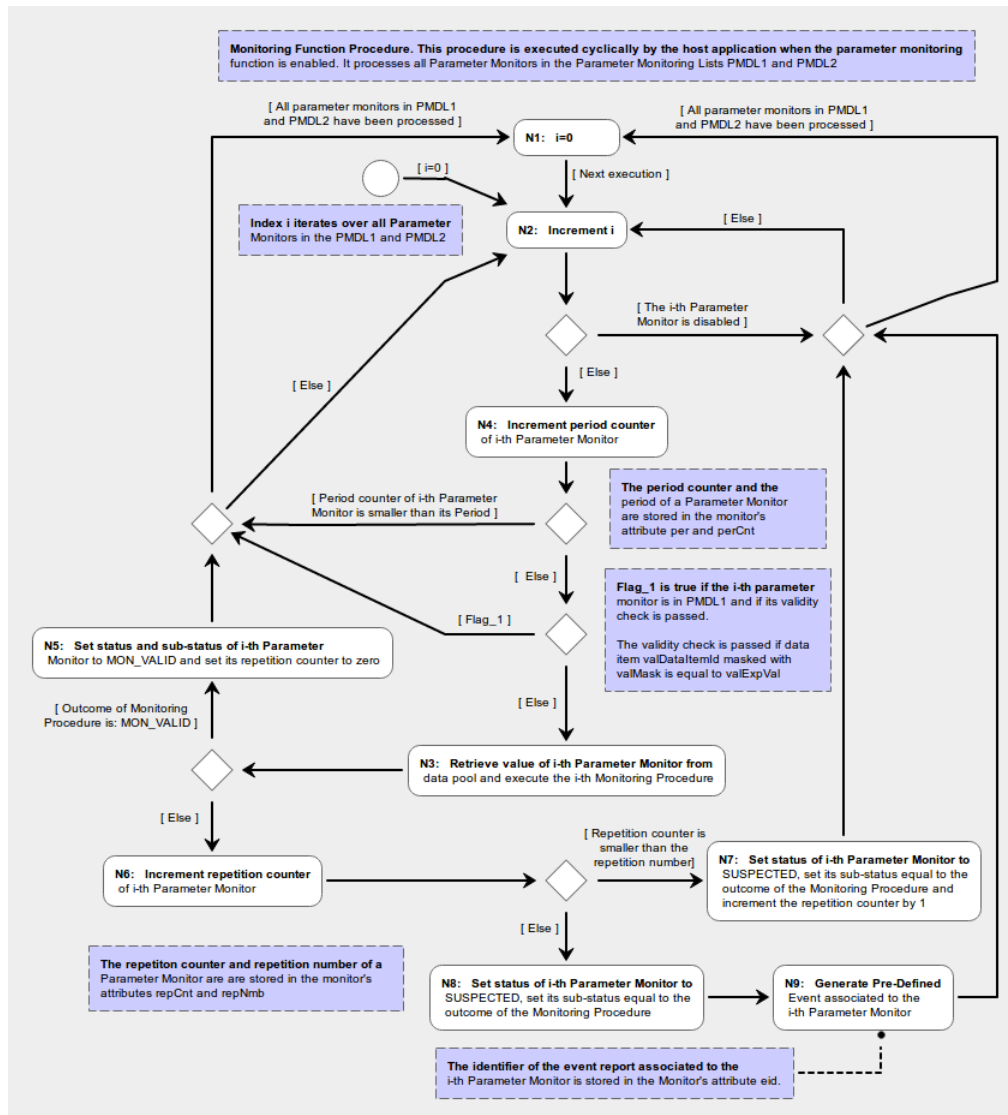 Monitoring Function Procedure. This procedure is executed cyclically by the host application when the parameter monitoring
function is enabled. It processes all Parameter Monitors in the Parameter Monitoring Lists PMDL1 and PMDL2
[ All parameter monitors in PMDL1
and PMDL2 have been processed ]
[ All parameter monitors in PMDL1
and PMDL2 have been processed ]
N1: i=0
[ i=0 ]
[ Next execution ]
Index i iterates over all Parameter
Monitors in the PMDL1 and PMDL2
N2: Increment i
[ Else ]
[ The i-th Parameter
Monitor is disabled ]
[ Else ]
[ Else ]
N4: Increment period counter
of i-th Parameter Monitor
[ Period counter of i-th Parameter
Monitor is smaller than its Period ]
The period counter and the
period of a Parameter Monitor
are stored in the monitor's
attribute per and perCnt
[ Else ]
[ Flag_1 ]
Flag_1 is true if the i-th parameter
monitor is in PMDL1 and if its validity
check is passed.
The validity check is passed if data
item valDataItemId masked with
valMask is equal to valExpVal
N5: Set status and sub-status of i-th Parameter
Monitor to MON_VALID and set its repetition counter to zero
[ Else ]
[ Outcome of Monitoring
Procedure is: MON_VALID ]
N3: Retrieve value of i-th Parameter Monitor from
data pool and execute the i-th Monitoring Procedure
[ Else ]
[ Repetition counter is
smaller than the
repetition number]
N6: Increment repetition counter
of i-th Parameter Monitor
N7: Set status of i-th Parameter Monitor to
SUSPECTED, set its sub-status equal to the
outcome of the Monitoring Procedure and
increment the repetition counter by 1
[ Else ]
The repetiton counter and repetition number of a
Parameter Monitor are are stored in the monitor's
attributes repCnt and repNmb
N8: Set status of i-th Parameter Monitor to
SUSPECTED, set its sub-status equal to the
outcome of the Monitoring Procedure
N9: Generate Pre-Defined
Event associated to the
i-th Parameter Monitor
The identifier of the event report associated to the
i-th Parameter Monitor is stored in the Monitor's attribute eid.